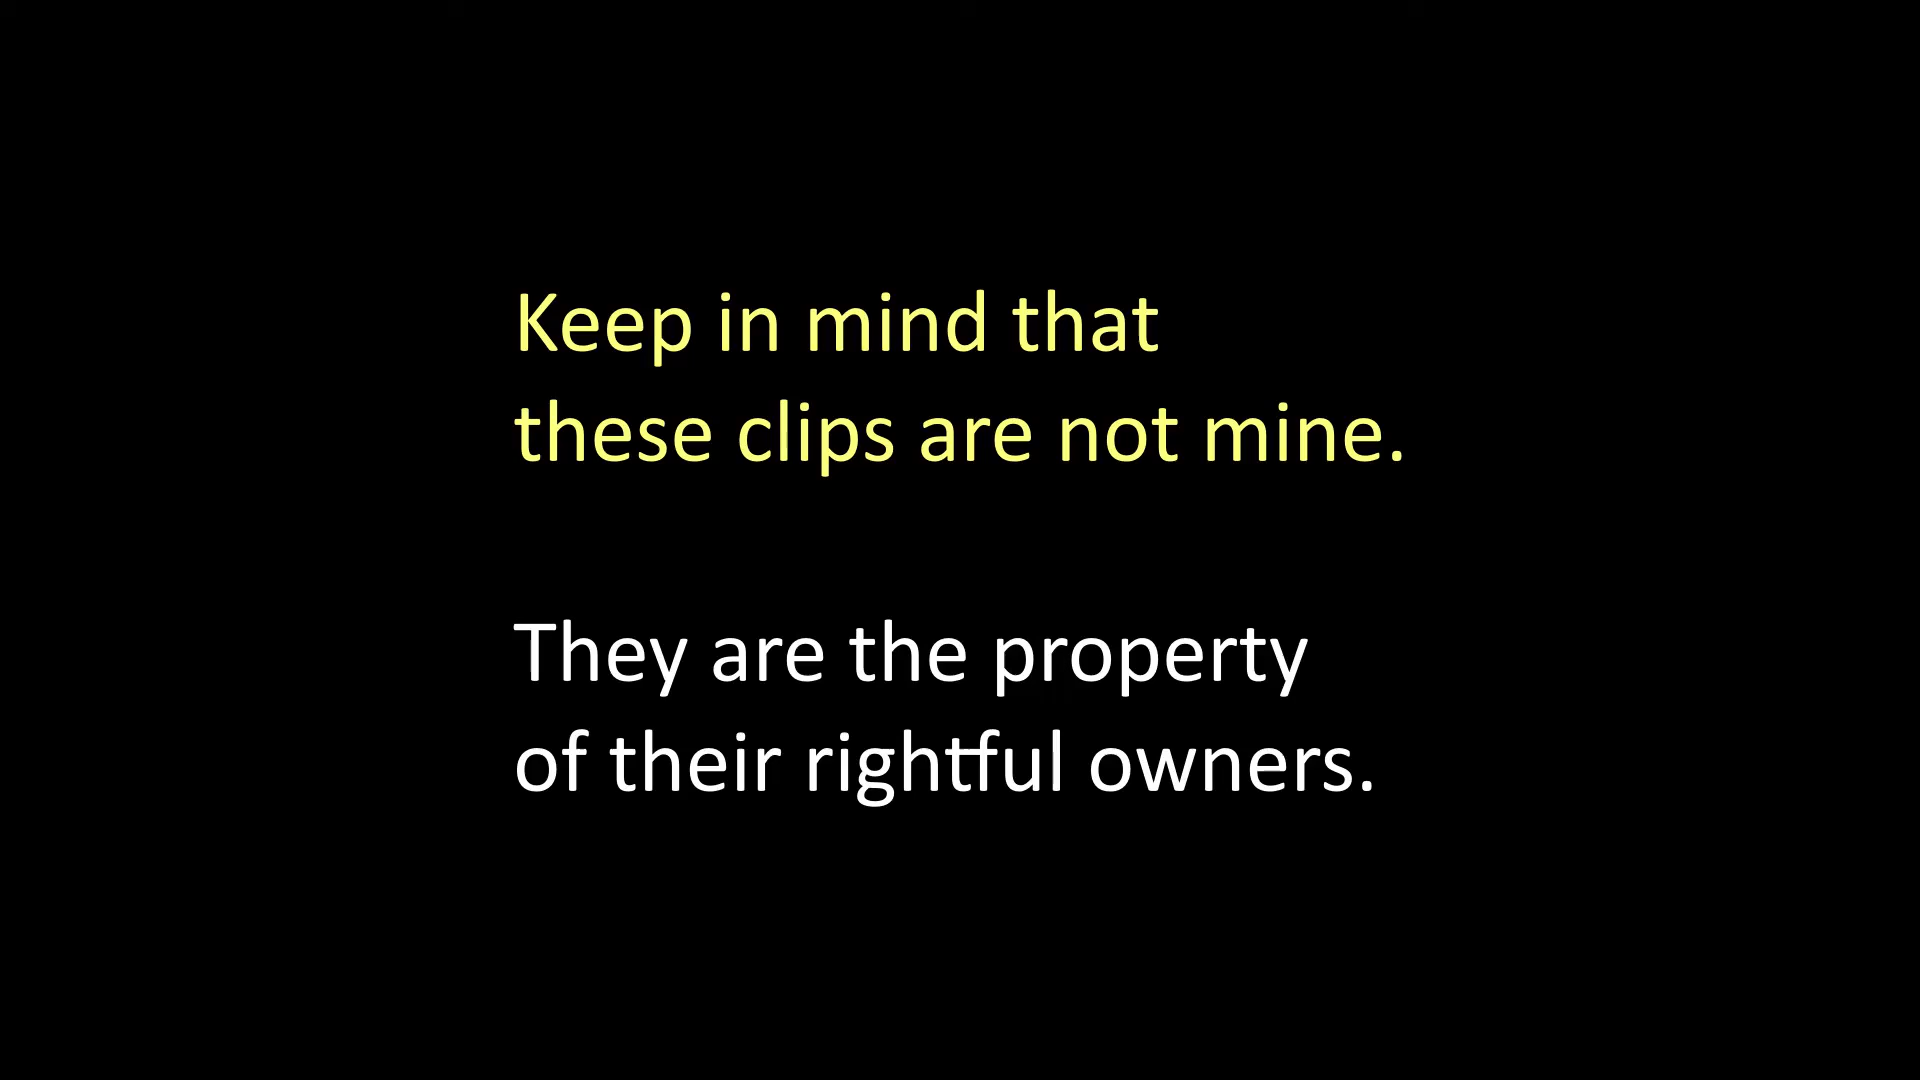 Keep in mind that
these clips are not mine.
They are the property
of their rightful owners.